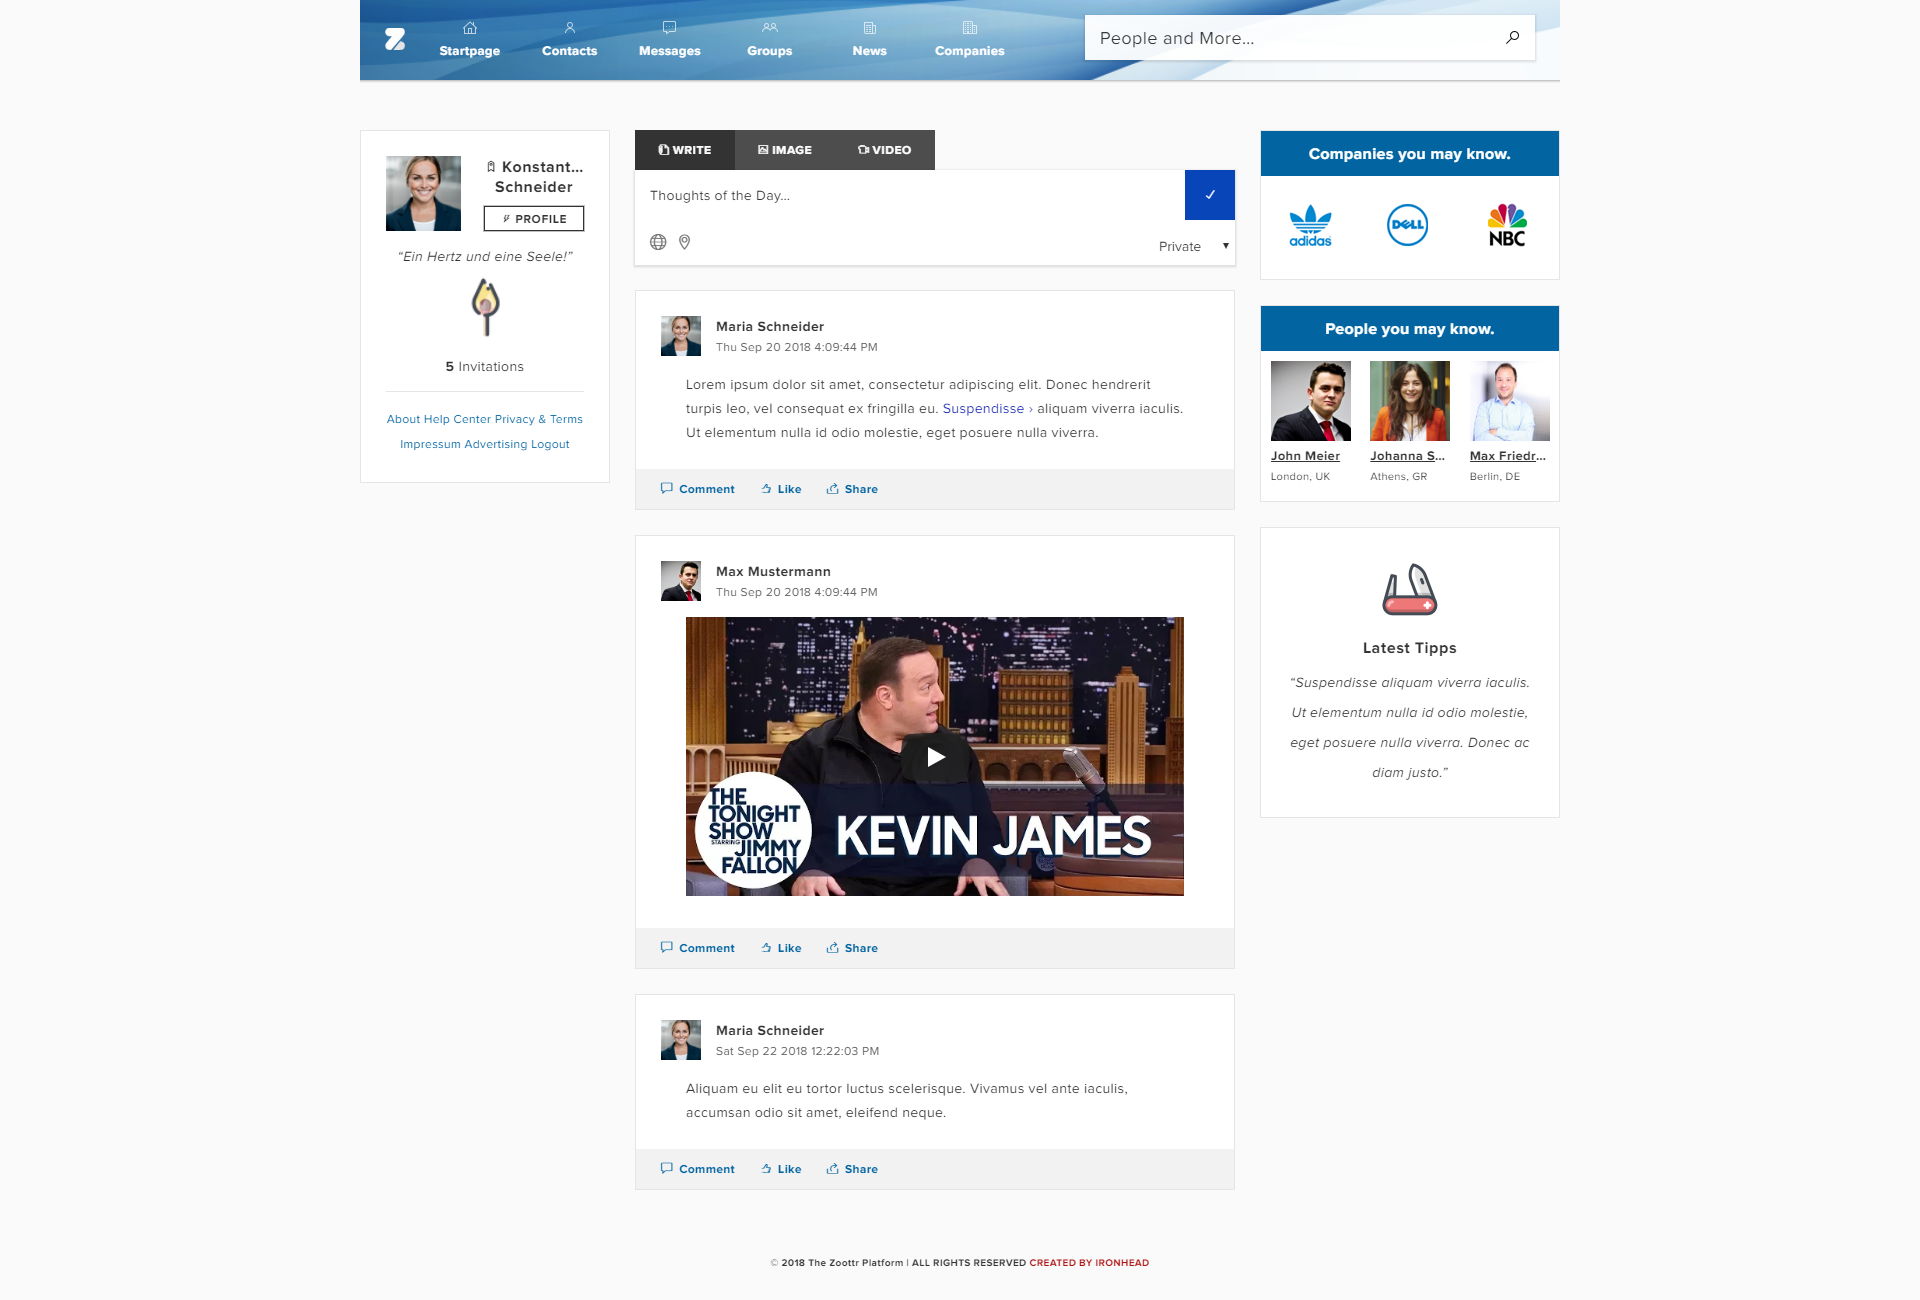 Startpage
Contacts
Messages
Groups
News
Companies
People and More...
Konstant...
Schneider
PROFILE
“Ein Hertz und eine Seele!”
5 Invitations
About Help Center Privacy & Terms
Impressum Advertising Logout
WRITE
IMAGE
VIDEO
Thoughts of the Day...
Private
Maria Schneider
Thu Sep 20 2018 4:09:44 PM
Lorem ipsum dolor sit amet, consectetur adipiscing elit. Donec hendrerit
turpis leo, vel consequat ex fringilla eu. Suspendisse › aliquam viverra iaculis.
Ut elementum nulla id odio molestie, eget posuere nulla viverra.
Comment
Like
Share
Max Mustermann
Thu Sep 20 2018 4:09:44 PM
THE
TONIGHT
SHOW
STARRING JIMMY
FALLON
KEVIN JAMES
Comment
Like
Share
Maria Schneider
Sat Sep 22 2018 12:22:03 PM
Aliquam eu elit eu tortor luctus scelerisque. Vivamus vel ante iaculis,
accumsan odio sit amet, eleifend neque.
Comment
Like
Share
Companies you may know.
adidas
DELL
NBC
People you may know.
John Meier
London, UK
Johanna S...
Athens, GR
Max Friedr...
Berlin, DE
Latest Tipps
“Suspendisse aliquam viverra iaculis.
Ut elementum nulla id odio molestie,
eget posuere nulla viverra. Donec ac
diam justo.”
© 2018 The Zoottr Platform | ALL RIGHTS RESERVED CREATED BY IRONHEAD